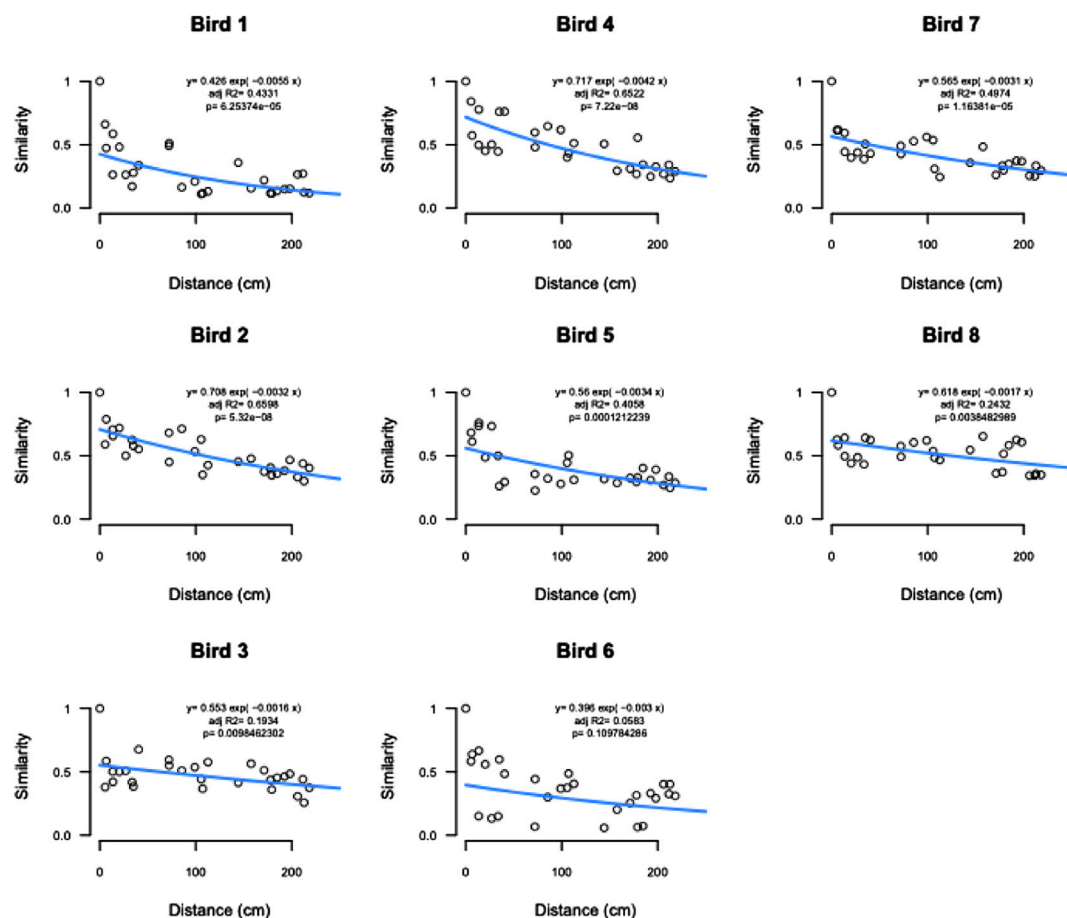 Bird 1
y= 0.426 exp( −0.0055 x)
adj R2= 0.4331
p= 6.25374e−05
1
0.5
0.0
Similarity
0
100
200
Distance (cm)
Bird 4
y= 0.717 exp( −0.0042 x)
adj R2= 0.6522
p= 7.22e−08
1
0.5
0.0
Similarity
0
100
200
Distance (cm)
Bird 7
y= 0.565 exp( −0.0031 x)
adj R2= 0.4974
p= 1.16381e−05
1
0.5
0.0
Similarity
0
100
200
Distance (cm)
Bird 2
y= 0.708 exp( −0.0032 x)
adj R2= 0.6598
p= 5.32e−08
1
0.5
0.0
Similarity
0
100
200
Distance (cm)
Bird 5
y= 0.56 exp( −0.0034 x)
adj R2= 0.4058
p= 0.0001212239
1
0.5
0.0
Similarity
0
100
200
Distance (cm)
Bird 8
y= 0.618 exp( −0.0017 x)
adj R2= 0.2432
p= 0.0038482989
1
0.5
0.0
Similarity
0
100
200
Distance (cm)
Bird 3
y= 0.553 exp( −0.0016 x)
adj R2= 0.1934
p= 0.0098462302
1
0.5
0.0
Similarity
0
100
200
Distance (cm)
Bird 6
y= 0.396 exp( −0.003 x)
adj R2= 0.0583
p= 0.109784286
1
0.5
0.0
Similarity
0
100
200
Distance (cm)